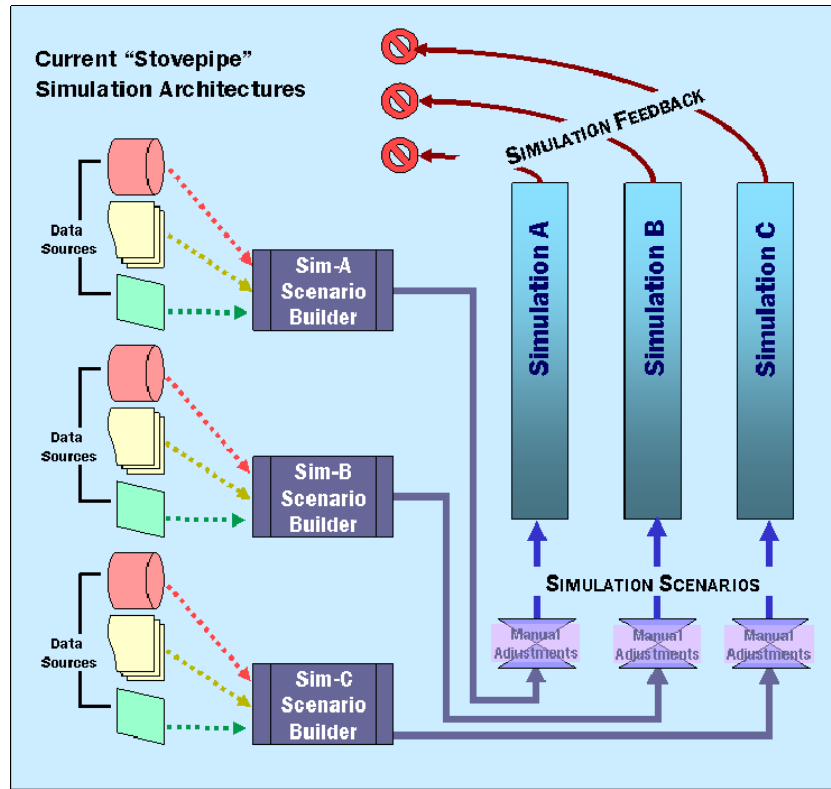 Current “Stovepipe”
Simulation Architectures
SIMULATION FEEDBACK
Data
Sources
Sim-A
Scenario
Builder
Simulation A
Simulation B
Simulation C
Data
Sources
Sim-B
Scenario
Builder
SIMULATION SCENARIOS
Manual
Adjustments
Manual
Adjustments
Manual
Adjustments
Data
Sources
Sim-C
Scenario
Builder